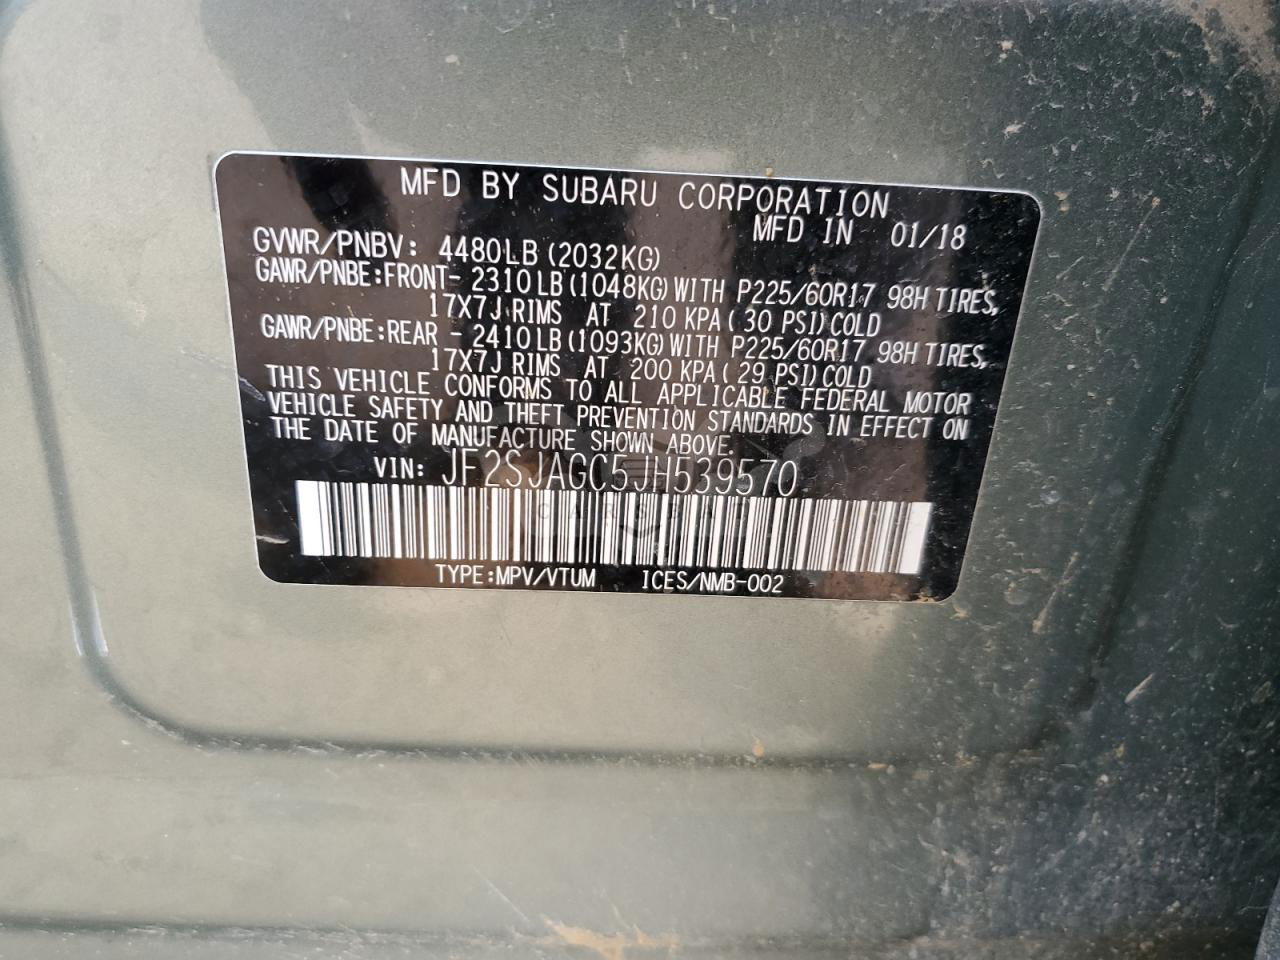 MFD BY SUBARU CORPORATION
MFD IN 01/18
GVWR/PNBV: 4480LB (2032KG)
GAWR/PNBE:FRONT- 2310LB (1048KG) WITH P225/60R17 98H TIRES,
17X7J RIMS AT 210 KPA ( 30 PSI) COLD
GAWR/PNBE:REAR - 2410LB (1093KG) WITH P225/60R17 98H TIRES,
17X7J RIMS AT 200 KPA ( 29 PSI) COLD
THIS VEHICLE CONFORMS TO ALL APPLICABLE FEDERAL MOTOR
VEHICLE SAFETY AND THEFT PREVENTION STANDARDS IN EFFECT ON
THE DATE OF MANUFACTURE SHOWN ABOVE.
VIN: JF2SJAGC5JH539570
TYPE:MPV/VTUM ICES/NMB-002